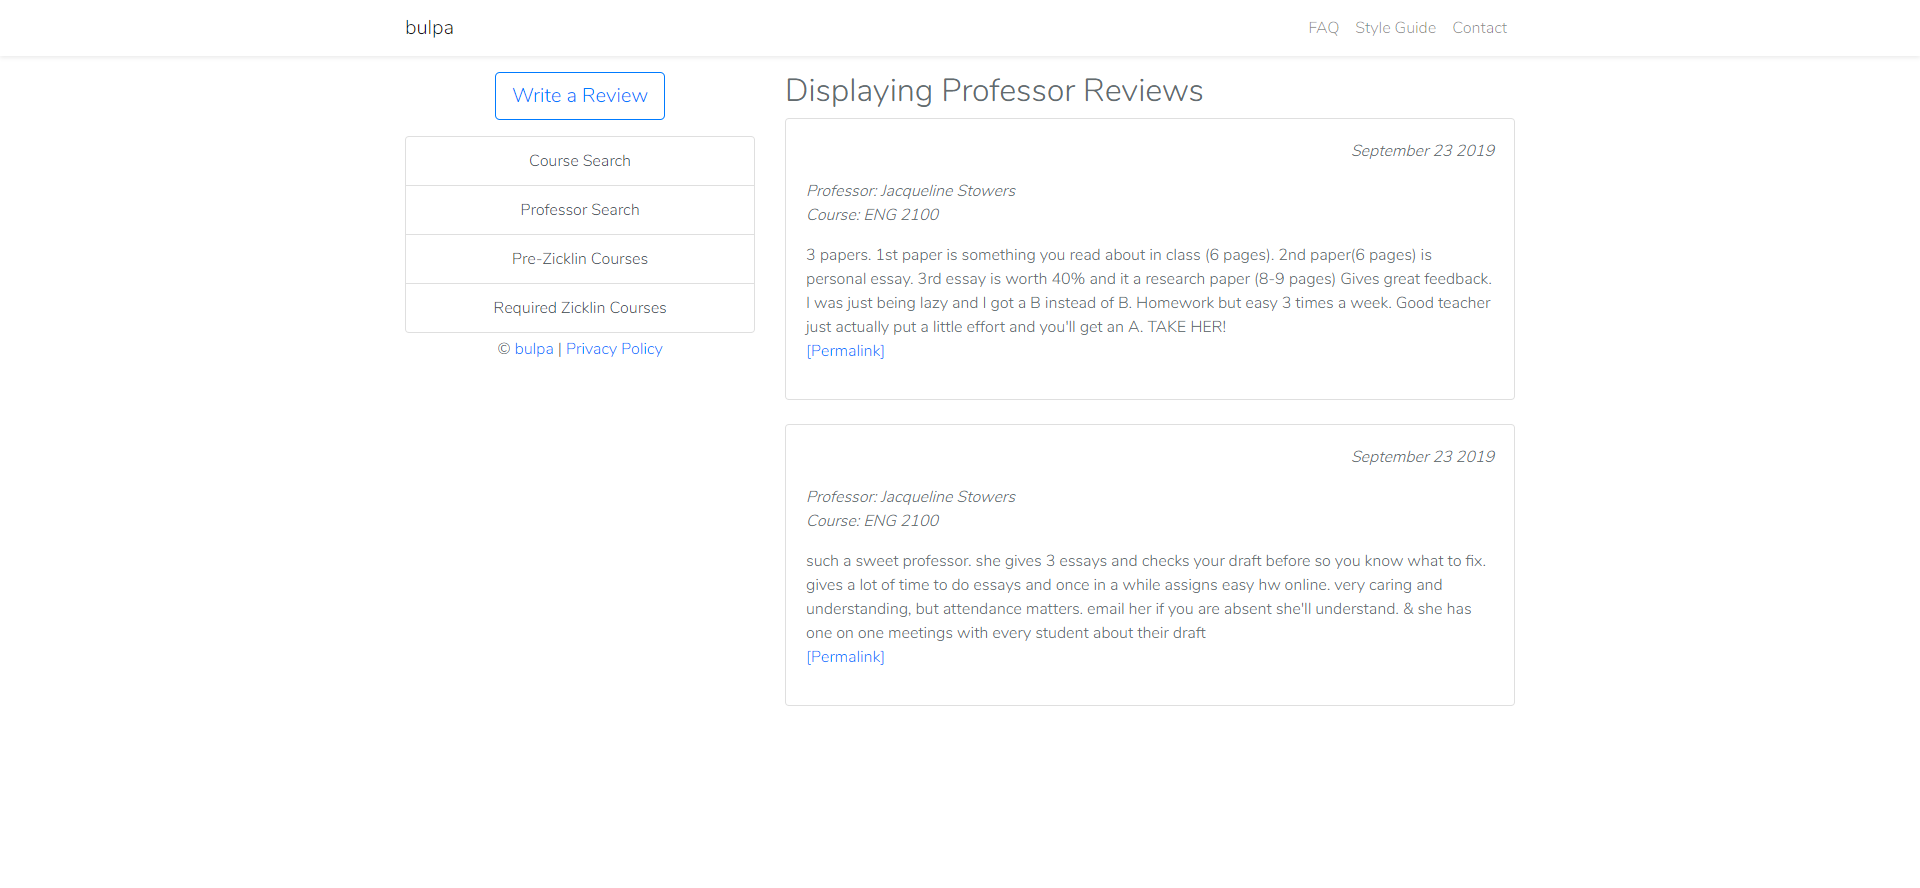 bulpa
FAQ Style Guide Contact
Write a Review
Course Search
Professor Search
Pre-Zicklin Courses
Required Zicklin Courses
© bulpa | Privacy Policy
Displaying Professor Reviews
September 23 2019
Professor: Jacqueline Stowers
Course: ENG 2100
3 papers. 1st paper is something you read about in class (6 pages). 2nd paper(6 pages) is
personal essay. 3rd essay is worth 40% and it a research paper (8-9 pages) Gives great feedback.
I was just being lazy and I got a B instead of B. Homework but easy 3 times a week. Good teacher
just actually put a little effort and you'll get an A. TAKE HER!
[Permalink]
September 23 2019
Professor: Jacqueline Stowers
Course: ENG 2100
such a sweet professor. she gives 3 essays and checks your draft before so you know what to fix.
gives a lot of time to do essays and once in a while assigns easy hw online. very caring and
understanding, but attendance matters. email her if you are absent she'll understand. & she has
one on one meetings with every student about their draft
[Permalink]